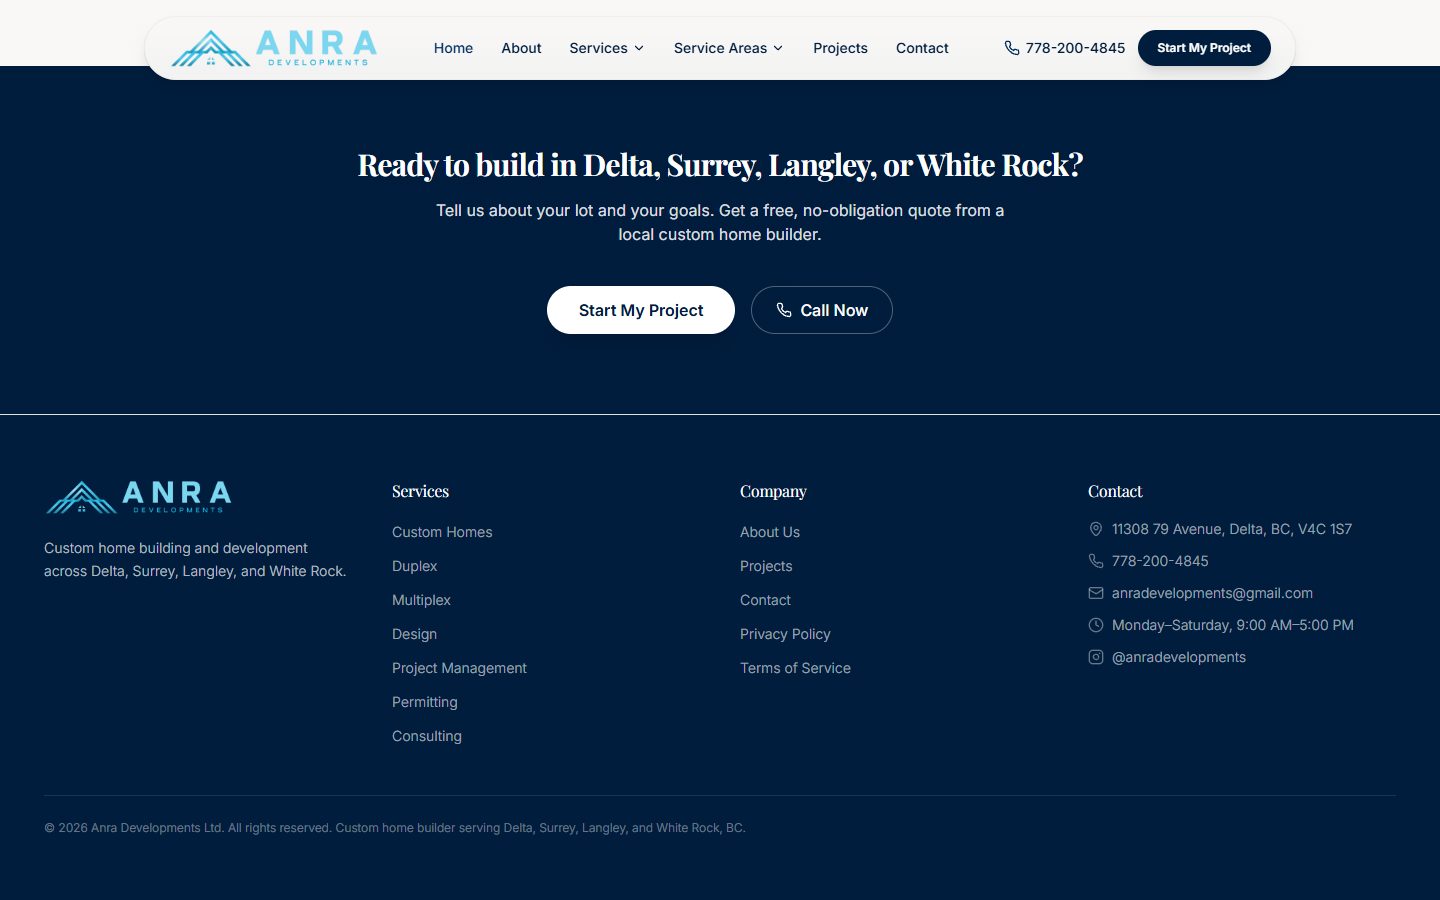 ANRA
DEVELOPMENTS
Home
About
Services
Service Areas
Projects
Contact
778-200-4845
Start My Project
Ready to build in Delta, Surrey, Langley, or White Rock?
Tell us about your lot and your goals. Get a free, no-obligation quote from a
local custom home builder.
Start My Project
Call Now
ANRA
DEVELOPMENTS
Custom home building and development
across Delta, Surrey, Langley, and White Rock.
Services
Custom Homes
Duplex
Multiplex
Design
Project Management
Permitting
Consulting
Company
About Us
Projects
Contact
Privacy Policy
Terms of Service
Contact
11308 79 Avenue, Delta, BC, V4C 1S7
778-200-4845
anradevelopments@gmail.com
Monday–Saturday, 9:00 AM–5:00 PM
@anradevelopments
© 2026 Anra Developments Ltd. All rights reserved. Custom home builder serving Delta, Surrey, Langley, and White Rock, BC.